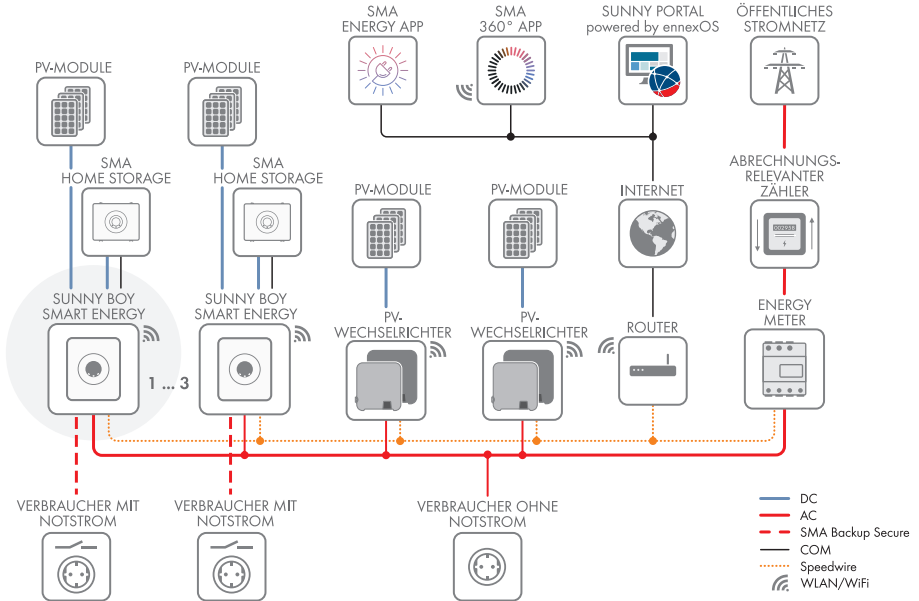 SMA
ENERGY APP
SMA
360° APP
SUNNY PORTAL
powered by ennexOS
ÖFFENTLICHES
STROMNETZ
PV-MODULE
PV-MODULE
SMA
HOME STORAGE
SMA
HOME STORAGE
PV-MODULE
PV-MODULE
INTERNET
ABRECHNUNGS-
RELEVANTER
ZÄHLER
SUNNY BOY
SMART ENERGY
SUNNY BOY
SMART ENERGY
PV-
WECHSELRICHTER
PV-
WECHSELRICHTER
ROUTER
ENERGY
METER
1 ... 3
VERBRAUCHER MIT
NOTSTROM
VERBRAUCHER MIT
NOTSTROM
VERBRAUCHER OHNE
NOTSTROM
DC
AC
SMA Backup Secure
COM
Speedwire
WLAN/WiFi